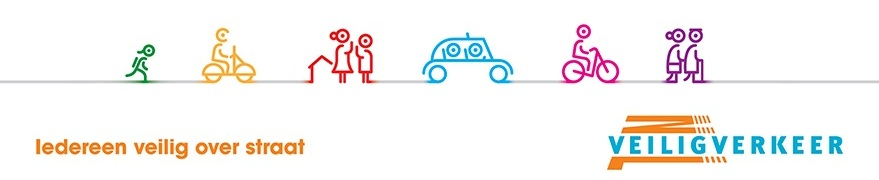 Iedereen veilig over straat
VEILIGVERKEER